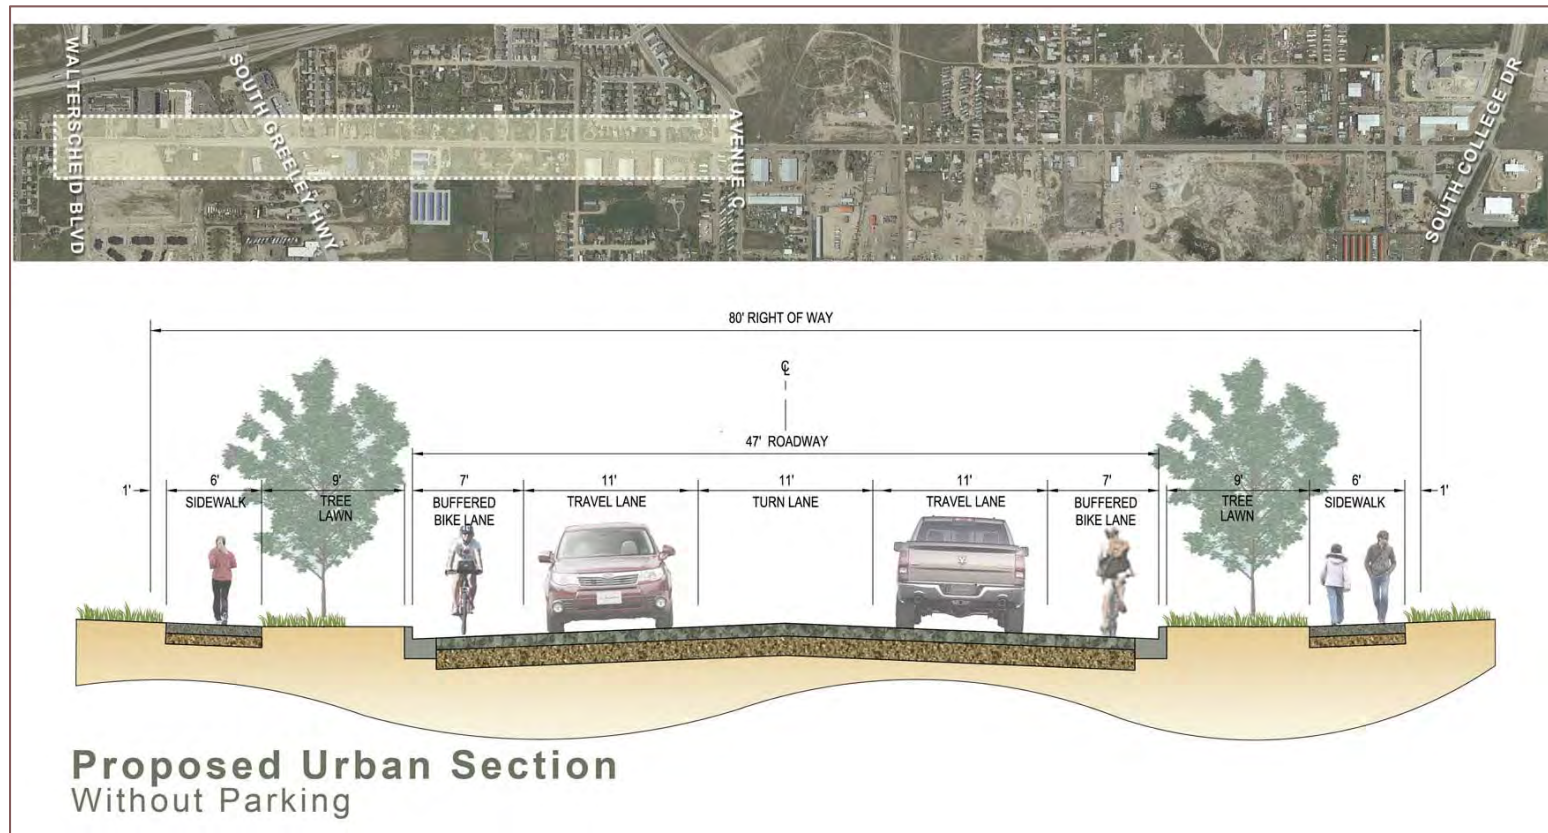 WALTERSCHEID BLVD
SOUTH GREELEY HWY
AVENUE C
SOUTH COLLEGE DR
80' RIGHT OF WAY
℄
47' ROADWAY
1'
6'
SIDEWALK
9'
TREE
LAWN
7'
BUFFERED
BIKE LANE
11'
TRAVEL LANE
11'
TURN LANE
11'
TRAVEL LANE
7'
BUFFERED
BIKE LANE
9'
TREE
LAWN
6'
SIDEWALK
1'
Proposed Urban Section
Without Parking